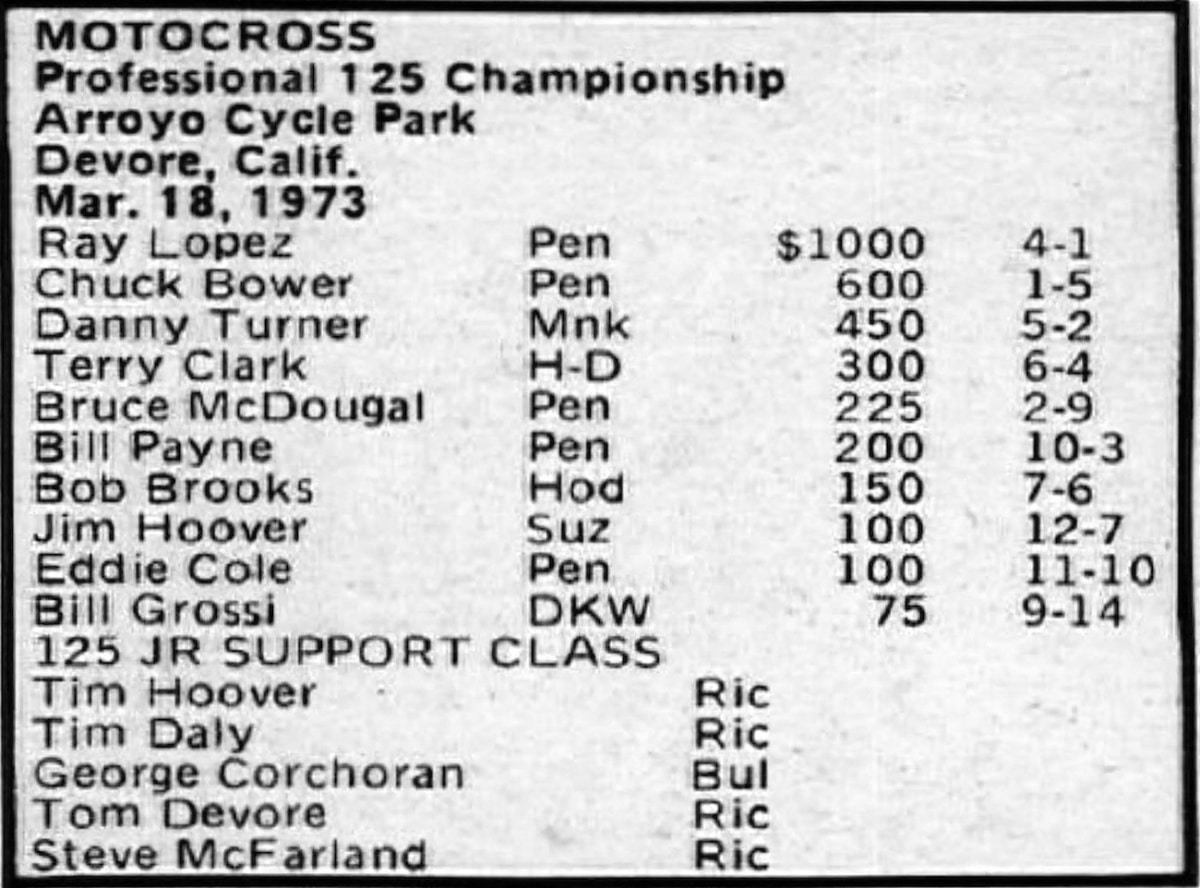 MOTOCROSS
Professional 125 Championship
Arroyo Cycle Park
Devore, Calif.
Mar. 18, 1973
Ray Lopez Pen $1000 4-1
Chuck Bower Pen 600 1-5
Danny Turner Mnk 450 5-2
Terry Clark H-D 300 6-4
Bruce McDougal Pen 225 2-9
Bill Payne Pen 200 10-3
Bob Brooks Hod 150 7-6
Jim Hoover Suz 100 12-7
Eddie Cole Pen 100 11-10
Bill Grossi DKW 75 9-14
125 JR SUPPORT CLASS
Tim Hoover Ric
Tim Daly Ric
George Corchoran Bul
Tom Devore Ric
Steve McFarland Ric